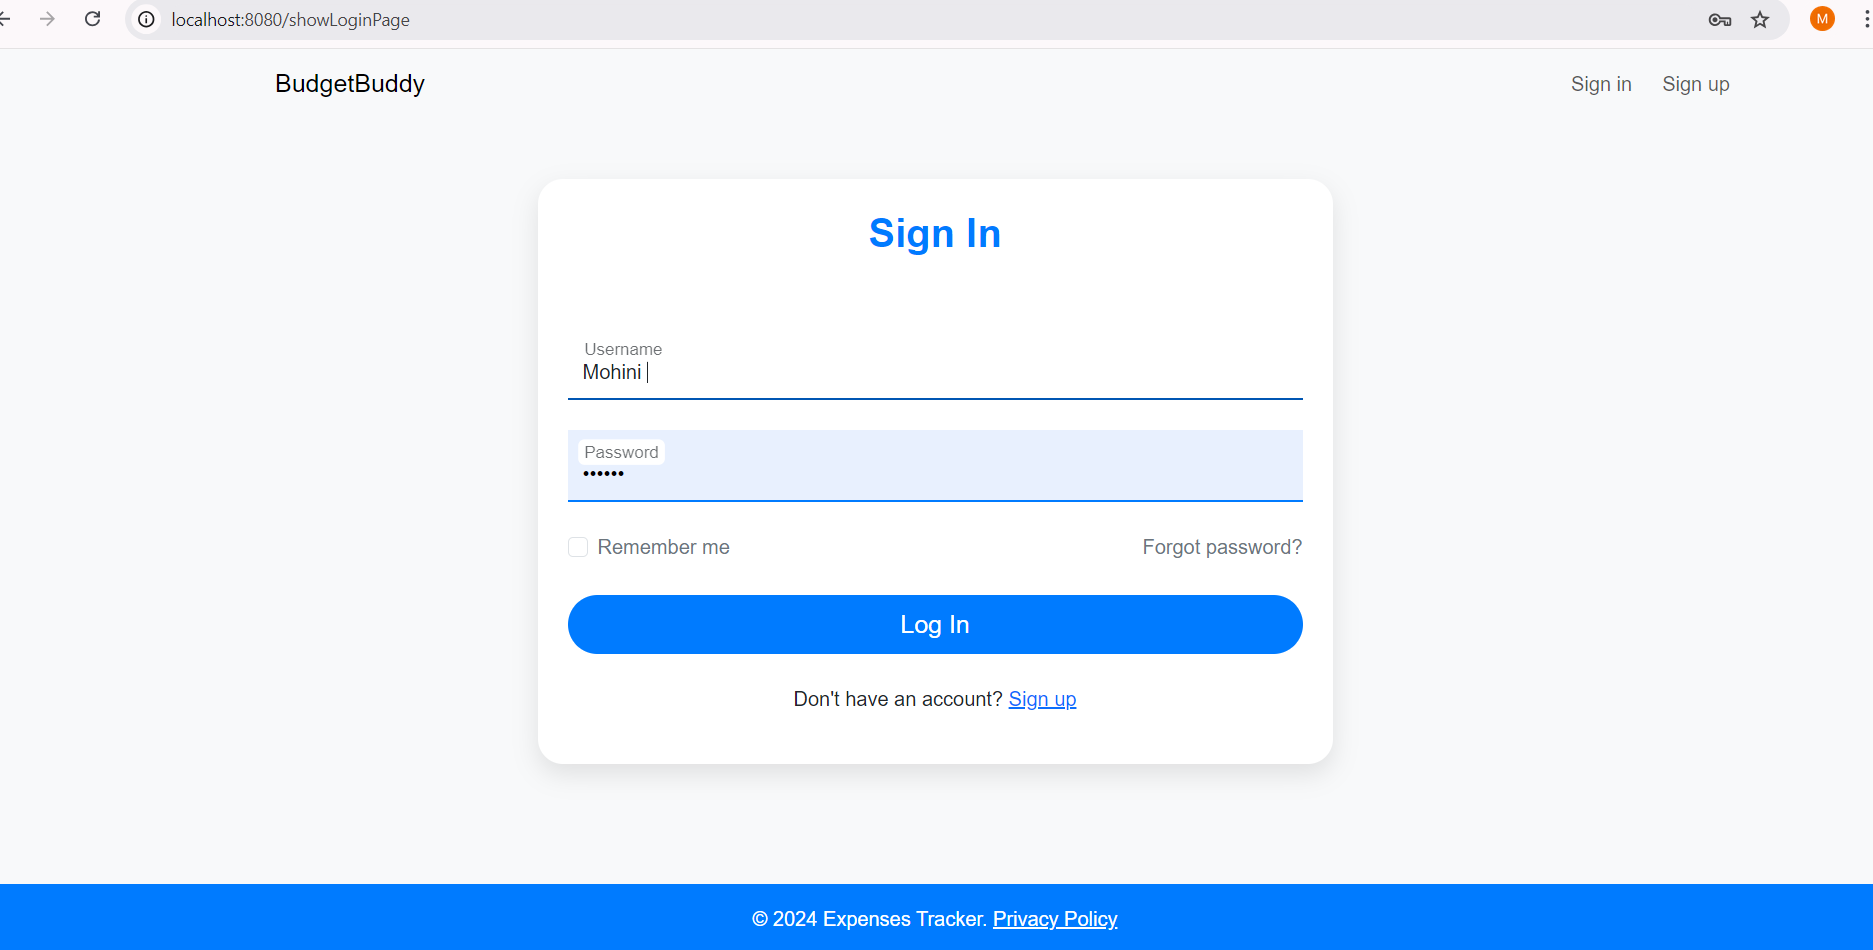 localhost:8080/showLoginPage
M
BudgetBuddy
Sign in
Sign up
Sign In
Username
Mohini
Password
••••••
Remember me
Forgot password?
Log In
Don't have an account? Sign up
© 2024 Expenses Tracker. Privacy Policy